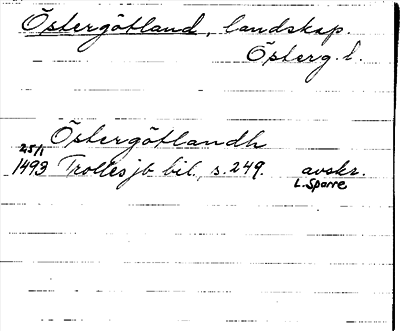 Östergötland, landskap.
Österg. l.
Östergötlandh
25/1
1493 Trolles jb bil., s. 249. avskr.
L. Sparre